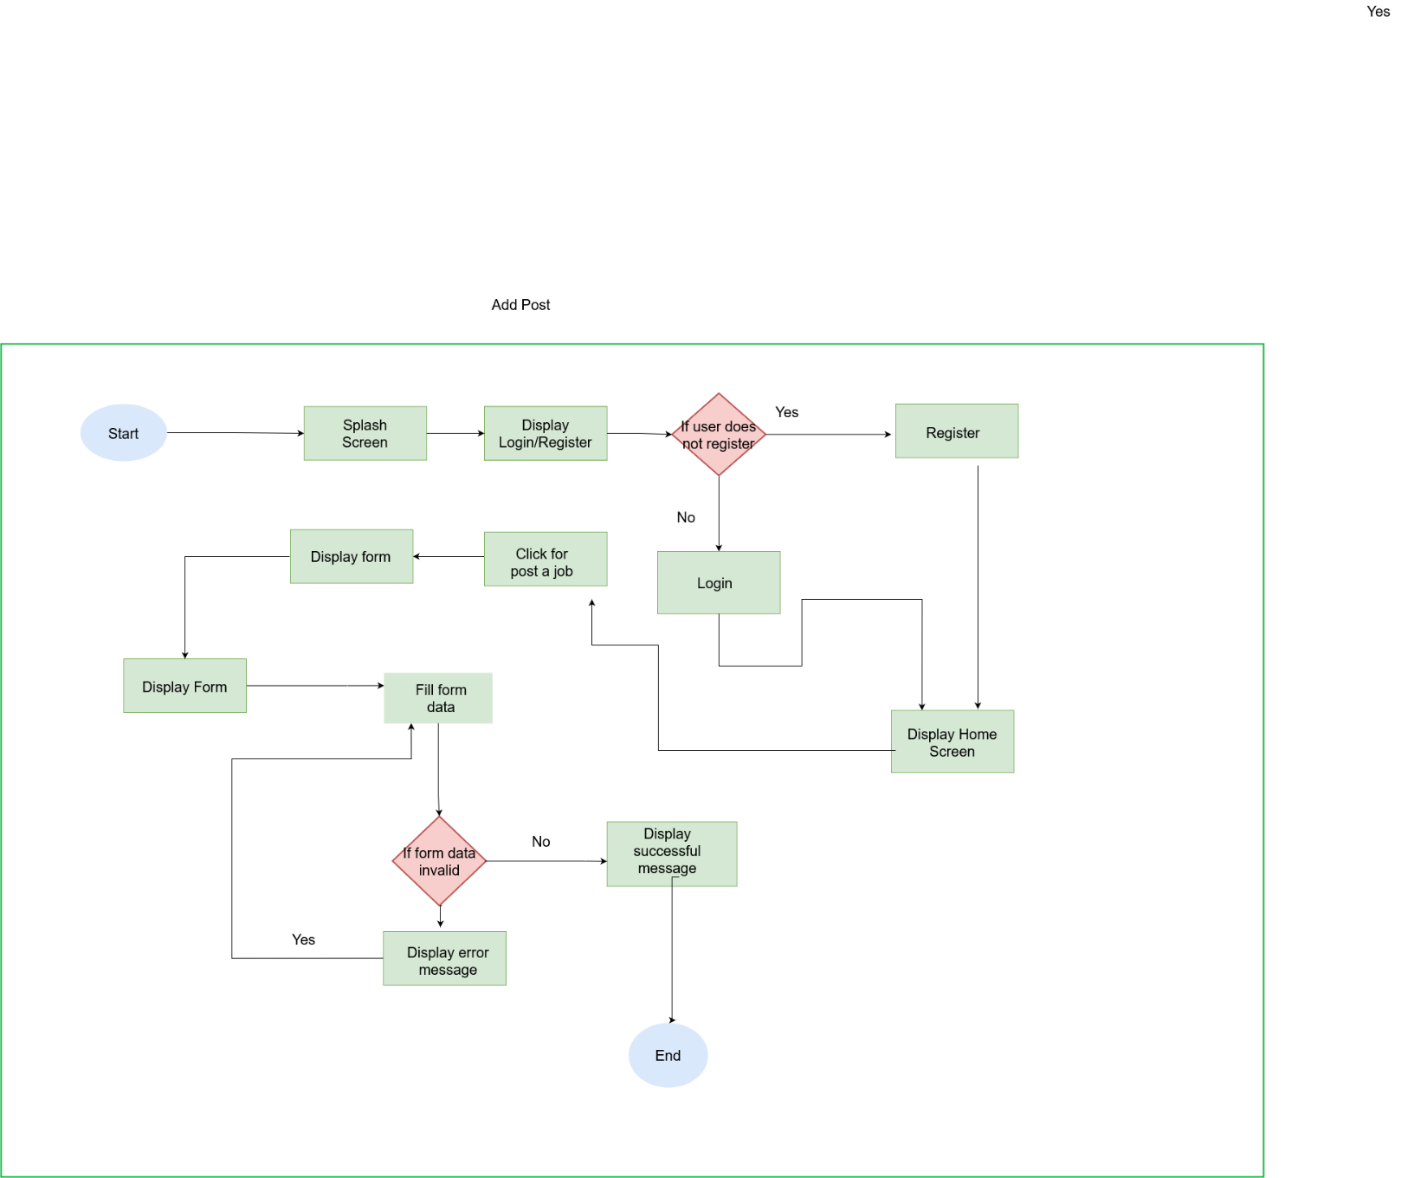 Yes
Add Post
Start
Splash
Screen
Display
Login/Register
If user does
not register
Yes
Register
No
Display form
Click for
post a job
Login
Display Form
Fill form
data
Display Home
Screen
If form data
invalid
No
Display
successful
message
Yes
Display error
message
End